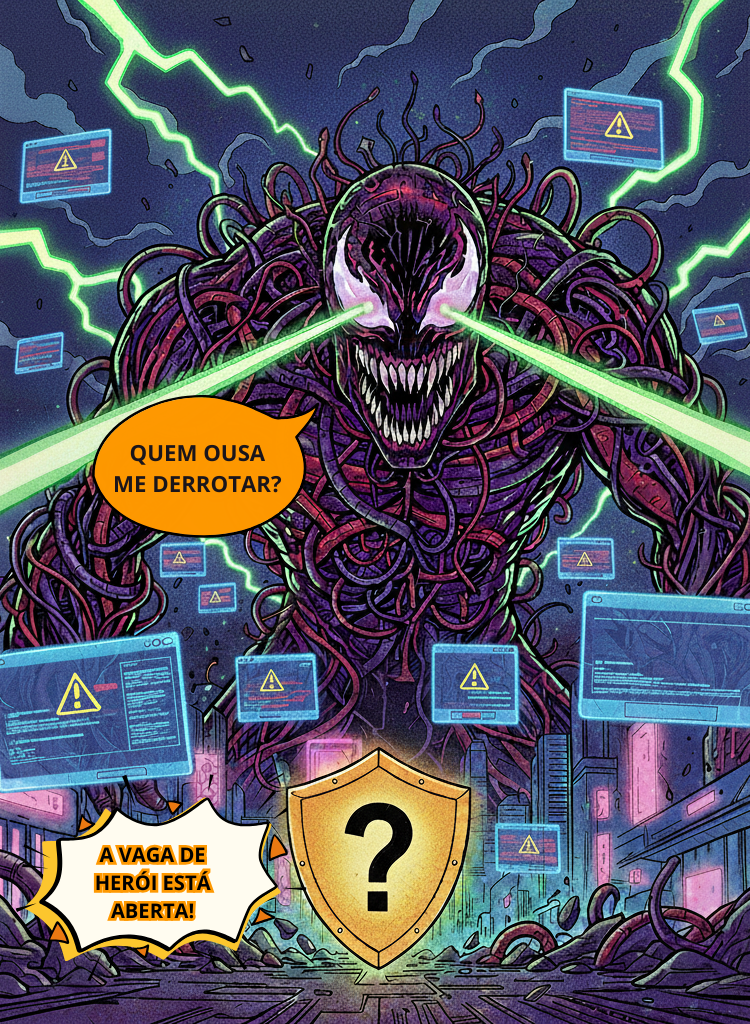 QUEM OUSA
ME DERROTAR?
A VAGA DE
HERÓI ESTÁ
ABERTA!
?